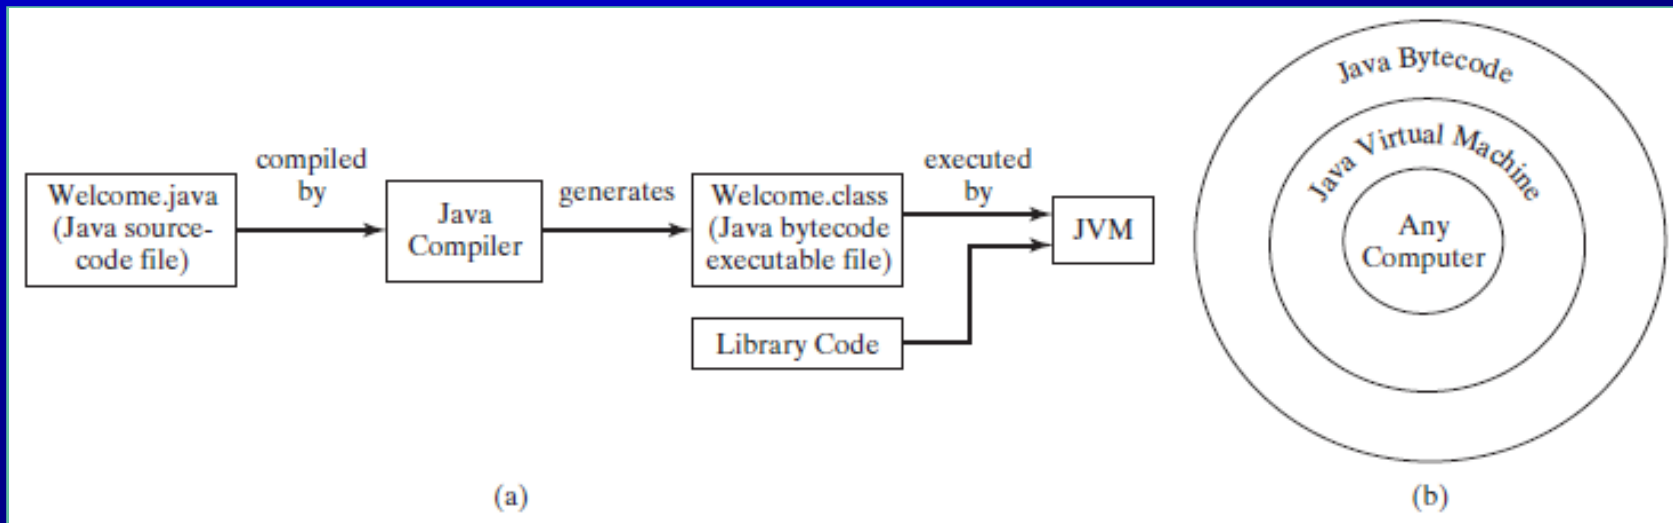 Welcome.java
(Java source-
code file)
compiled
by
Java
Compiler
generates
Welcome.class
(Java bytecode
executable file)
executed
by
JVM
Library Code
(a)
Java Bytecode
Java Virtual Machine
Any
Computer
(b)